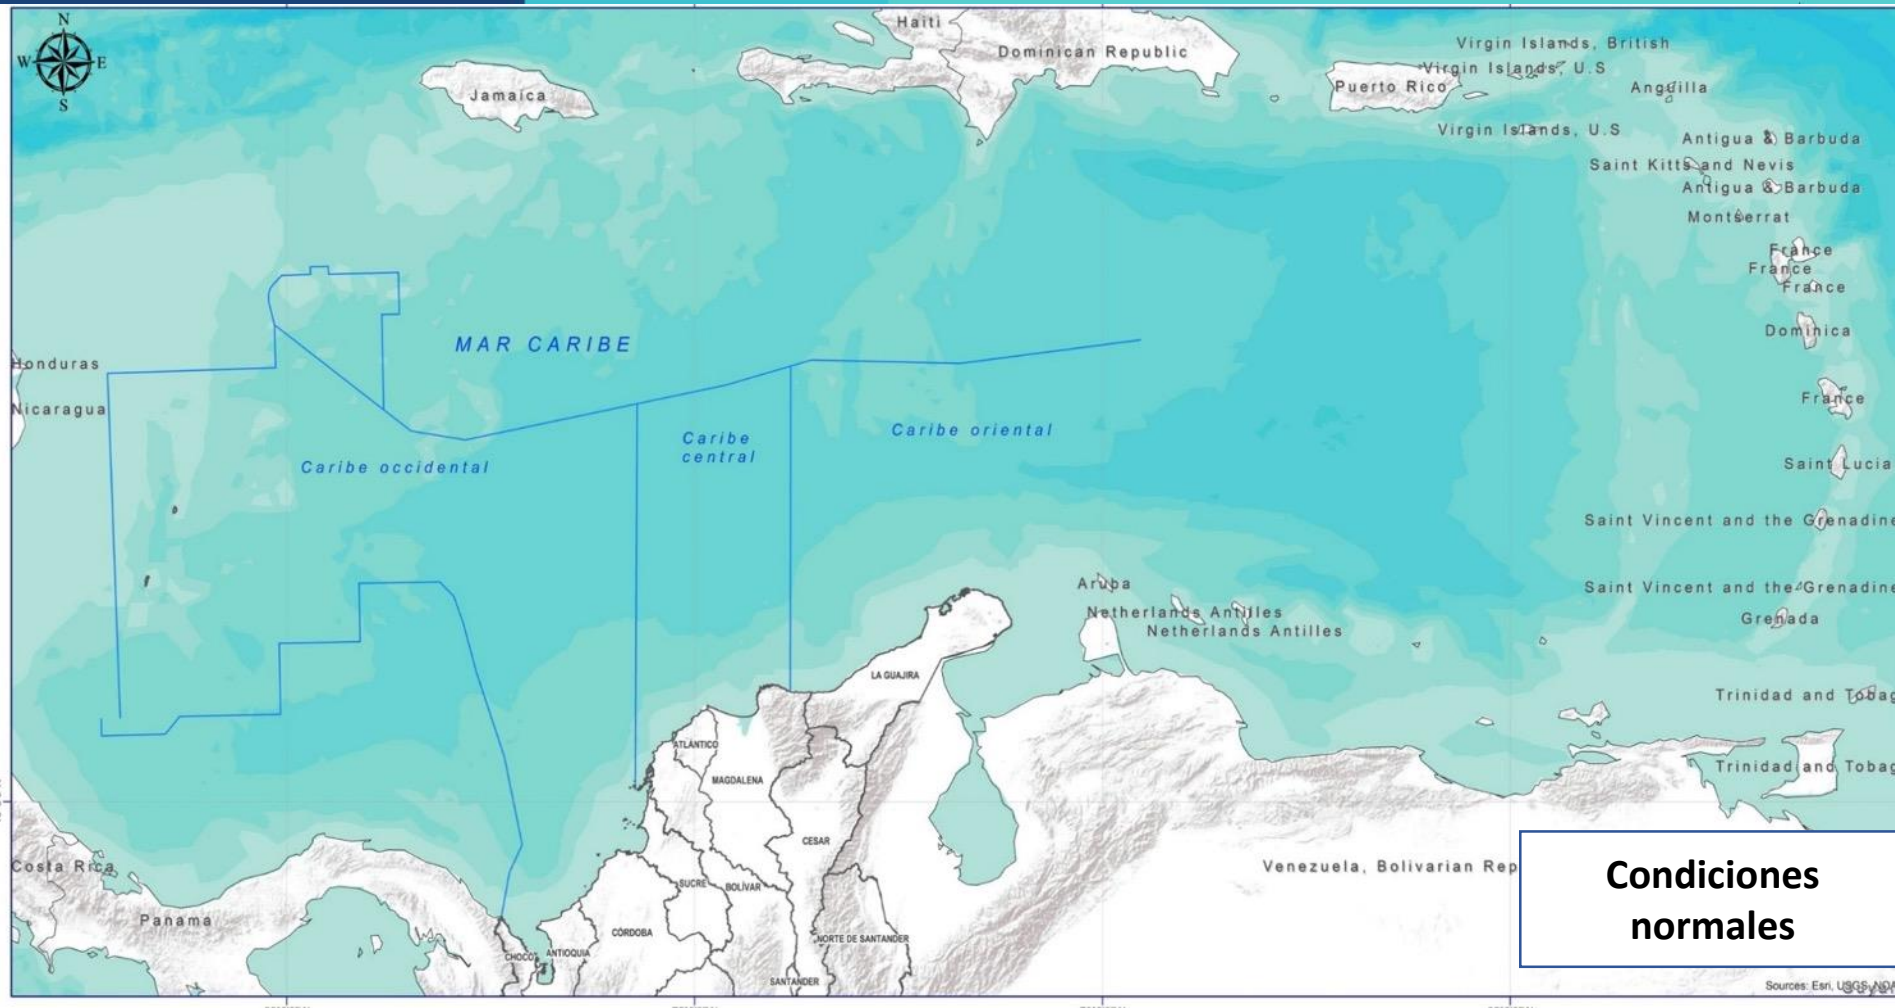 N
Haiti
W E
Dominican Republic
Virgin Islands, British
Virgin Islands, U.S
S
Jamaica
Puerto Rico
Anguilla
Virgin Islands, U.S
Antigua & Barbuda
Saint Kitts and Nevis
Antigua & Barbuda
Montserrat
France
France
France
Dominica
MAR CARIBE
Honduras
Nicaragua
France
Caribe occidental
Caribe
central
Caribe oriental
Saint Lucia
Saint Vincent and the Grenadine
Aruba
Saint Vincent and the Grenadine
Netherlands Antilles
Netherlands Antilles
Grenada
LA GUAJIRA
Trinidad and Tobag
ATLÁNTICO
MAGDALENA
Trinidad and Tobag
CESAR
Costa Rica
Venezuela, Bolivarian Rep
SUCRE
BOLÍVAR
Panama
CÓRDOBA
NORTE DE SANTANDER
CHOCÓ
ANTIOQUIA
SANTANDER
Condiciones
normales
Sources: Esri, USGS,